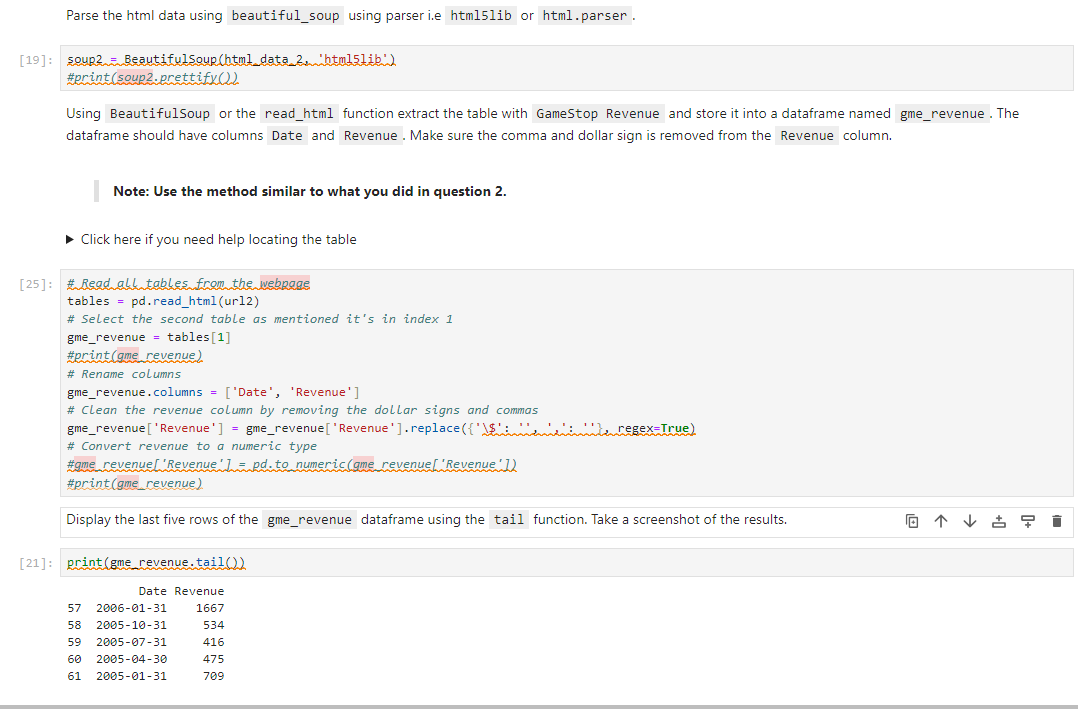 Parse the html data using beautiful_soup using parser i.e html5lib or html.parser .
[19]: soup2 = BeautifulSoup(html_data_2, 'html5lib')
#print(soup2.prettify())
Using BeautifulSoup or the read_html function extract the table with GameStop Revenue and store it into a dataframe named gme_revenue . The
dataframe should have columns Date and Revenue . Make sure the comma and dollar sign is removed from the Revenue column.
Note: Use the method similar to what you did in question 2.
▶ Click here if you need help locating the table
[25]: # Read all tables from the webpage
tables = pd.read_html(url2)
# Select the second table as mentioned it's in index 1
gme_revenue = tables[1]
#print(gme_revenue)
# Rename columns
gme_revenue.columns = ['Date', 'Revenue']
# Clean the revenue column by removing the dollar signs and commas
gme_revenue['Revenue'] = gme_revenue['Revenue'].replace({'\$': '', ',': ''}, regex=True)
# Convert revenue to a numeric type
#gme_revenue['Revenue'] = pd.to_numeric(gme_revenue['Revenue'])
#print(gme_revenue)
Display the last five rows of the gme_revenue dataframe using the tail function. Take a screenshot of the results.
[21]: print(gme_revenue.tail())
Date Revenue
57 2006-01-31 1667
58 2005-10-31 534
59 2005-07-31 416
60 2005-04-30 475
61 2005-01-31 709